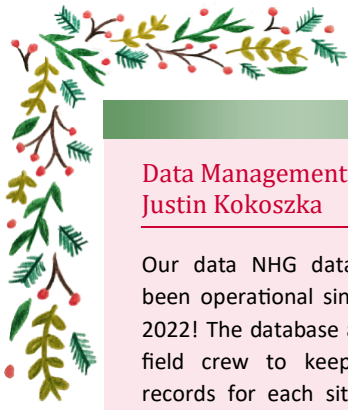 Data Management
Justin Kokoszka
Our data NHG data
been operational sin
2022! The database a
field crew to keep
records for each sit